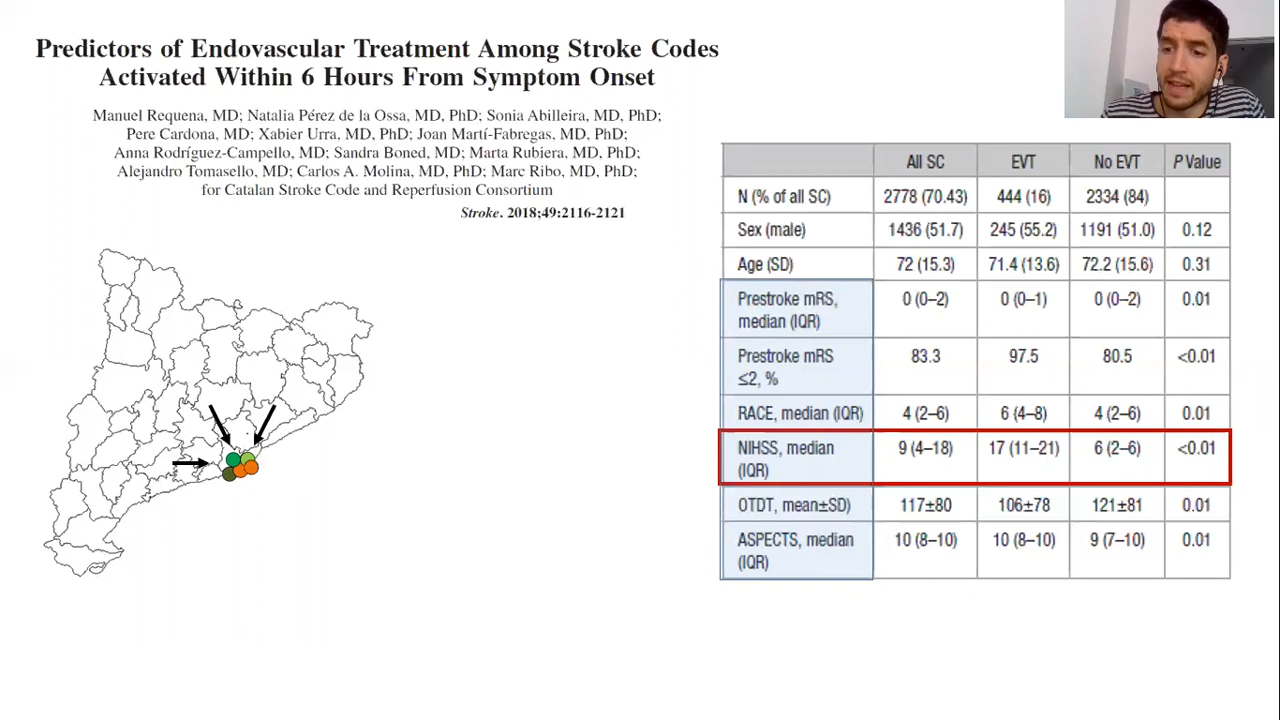 Predictors of Endovascular Treatment Among Stroke Codes
Activated Within 6 Hours From Symptom Onset
Manuel Requena, MD; Natalia Pérez de la Ossa, MD, PhD; Sonia Abilleira, MD, PhD;
Pere Cardona, MD; Xabier Urra, MD, PhD; Joan Martí-Fabregas, MD, PhD;
Anna Rodríguez-Campello, MD; Sandra Boned, MD; Marta Rubiera, MD, PhD;
Alejandro Tomasello, MD; Carlos A. Molina, MD, PhD; Marc Ribo, MD, PhD;
for Catalan Stroke Code and Reperfusion Consortium
Stroke. 2018;49:2116-2121
All SC EVT No EVT P Value
N (% of all SC) 2778 (70.43) 444 (16) 2334 (84)
Sex (male) 1436 (51.7) 245 (55.2) 1191 (51.0) 0.12
Age (SD) 72 (15.3) 71.4 (13.6) 72.2 (15.6) 0.31
Prestroke mRS, 0 (0–2) 0 (0–1) 0 (0–2) 0.01
median (IQR)
Prestroke mRS 83.3 97.5 80.5 <0.01
≤2, %
RACE, median (IQR) 4 (2–6) 6 (4–8) 4 (2–6) 0.01
NIHSS, median 9 (4–18) 17 (11–21) 6 (2–6) <0.01
(IQR)
OTDT, mean±SD) 117±80 106±78 121±81 0.01
ASPECTS, median 10 (8–10) 10 (8–10) 9 (7–10) 0.01
(IQR)